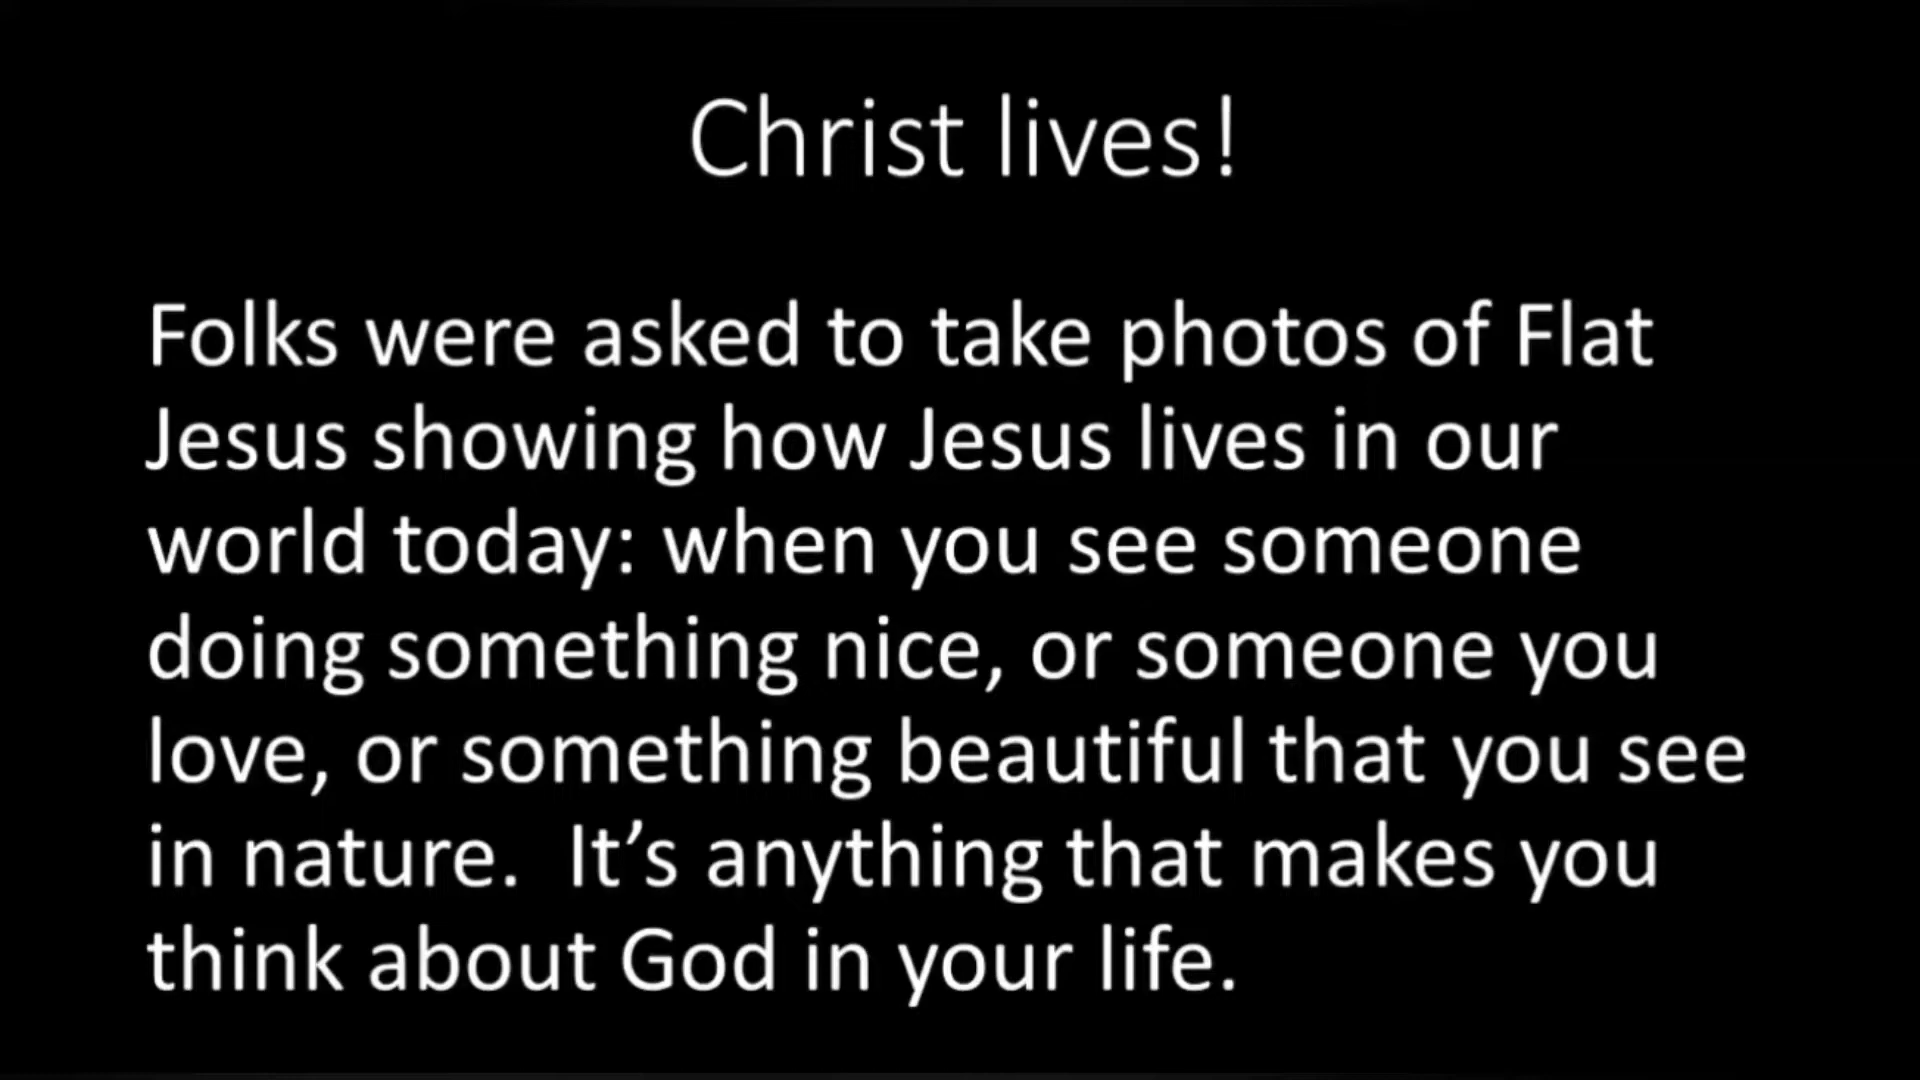 Christ lives!
Folks were asked to take photos of Flat
Jesus showing how Jesus lives in our
world today: when you see someone
doing something nice, or someone you
love, or something beautiful that you see
in nature.  It’s anything that makes you
think about God in your life.